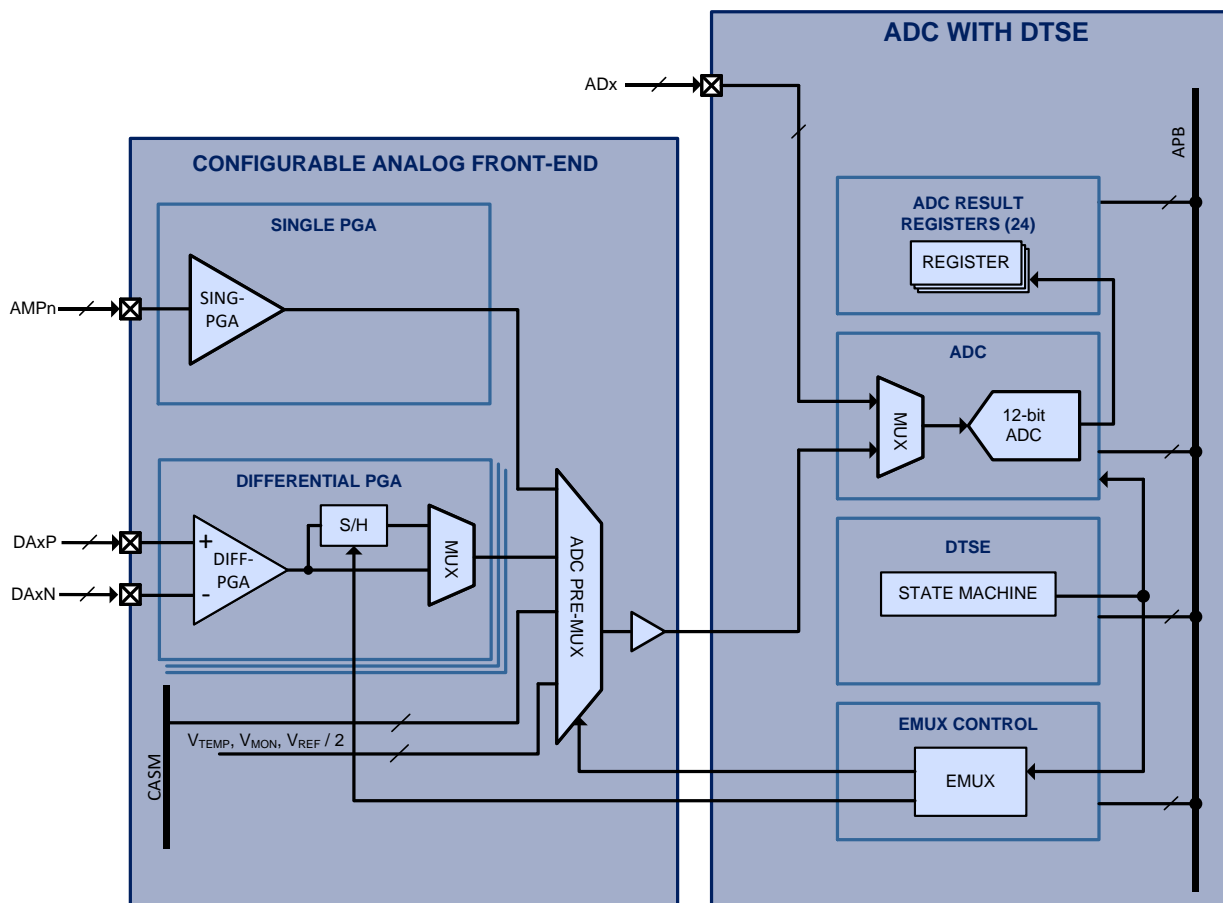 ADC WITH DTSE
ADx
APB
CONFIGURABLE ANALOG FRONT-END
ADC RESULT
REGISTERS (24)
REGISTER
SINGLE PGA
SING-
PGA
AMPn
ADC
MUX
12-bit
ADC
DIFFERENTIAL PGA
S/H
MUX
DAxP
+
DIFF-
PGA
-
DAxN
ADC PRE-MUX
DTSE
STATE MACHINE
EMUX CONTROL
EMUX
VTEMP, VMON, VREF / 2
CASM